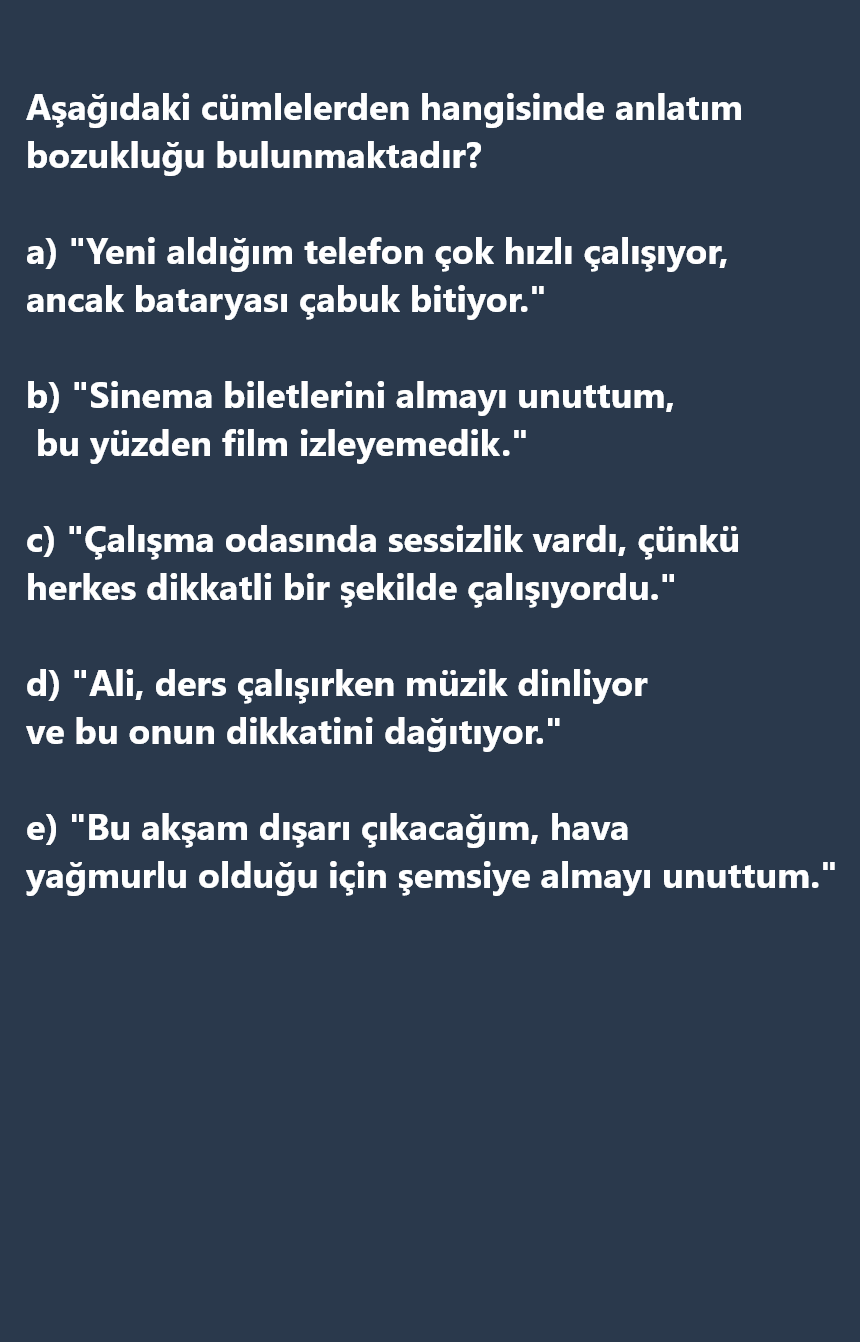 Aşağıdaki cümlelerden hangisinde anlatım
bozukluğu bulunmaktadır?
a) "Yeni aldığım telefon çok hızlı çalışıyor,
ancak bataryası çabuk bitiyor."
b) "Sinema biletlerini almayı unuttum,
bu yüzden film izleyemedik."
c) "Çalışma odasında sessizlik vardı, çünkü
herkes dikkatli bir şekilde çalışıyordu."
d) "Ali, ders çalışırken müzik dinliyor
ve bu onun dikkatini dağıtıyor."
e) "Bu akşam dışarı çıkacağım, hava
yağmurlu olduğu için şemsiye almayı unuttum."